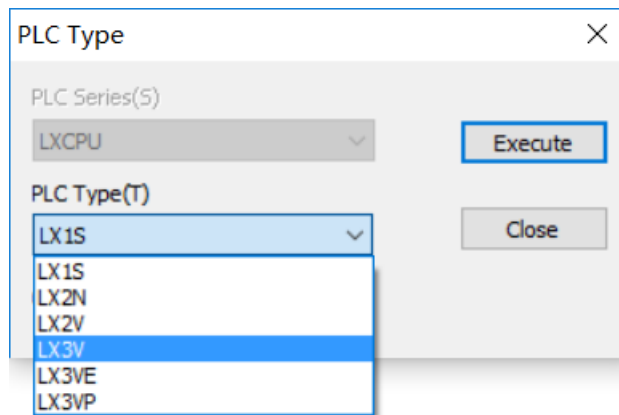 PLC Type
PLC Series(S)
LXCPU
Execute
PLC Type(T)
LX1S
Close
LX1S
LX2N
LX2V
LX3V
LX3VE
LX3VP